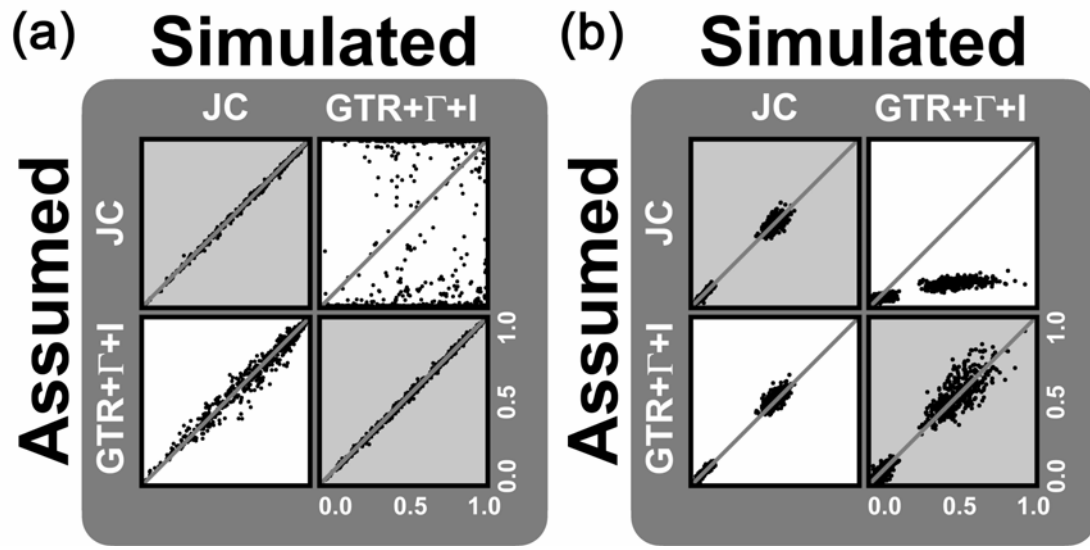 (a) Simulated
JC GTR+Γ+I
Assumed
JC
GTR+Γ+I
1.0
0.5
0.0
0.0 0.5 1.0
(b) Simulated
JC GTR+Γ+I
Assumed
JC
GTR+Γ+I
1.0
0.5
0.0
0.0 0.5 1.0